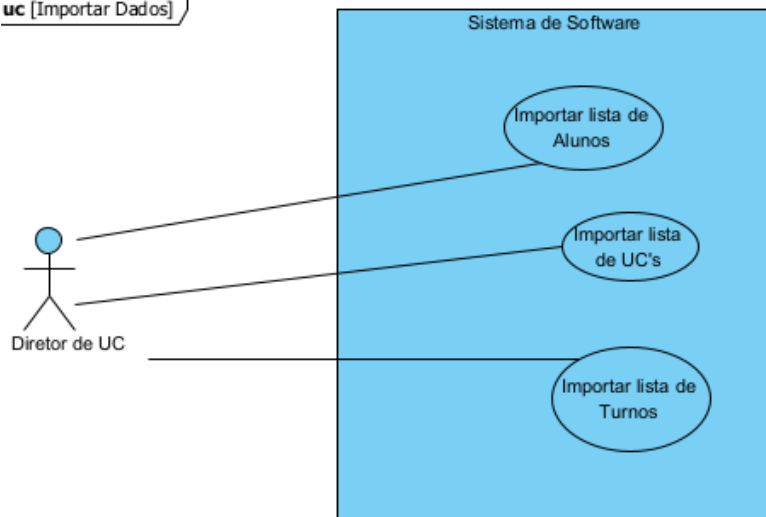 uc [Importar Dados]
Sistema de Software
Importar lista de
Alunos
Importar lista
de UC's
Diretor de UC
Importar lista de
Turnos